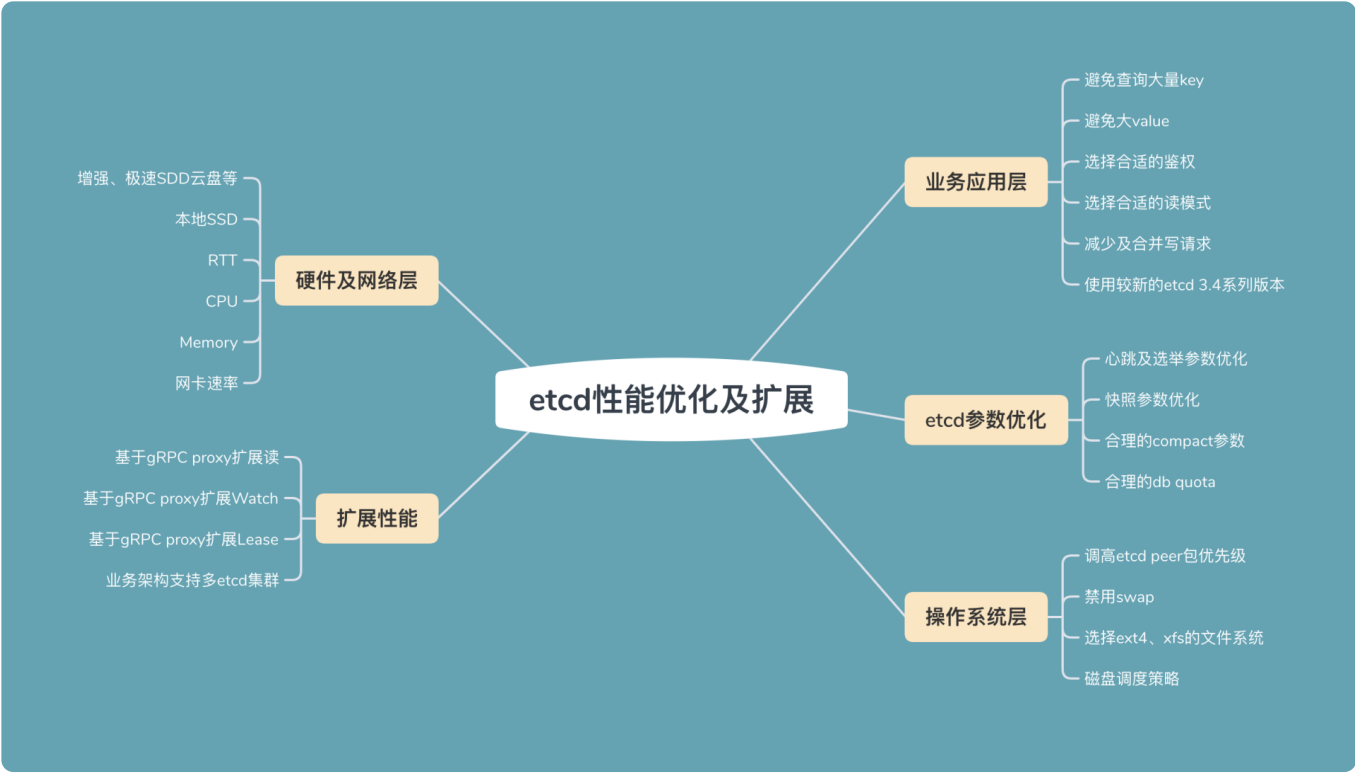 etcd性能优化及扩展
业务应用层
避免查询大量key
避免大value
选择合适的鉴权
选择合适的读模式
减少及合并写请求
使用较新的etcd 3.4系列版本
etcd参数优化
心跳及选举参数优化
快照参数优化
合理的compact参数
合理的db quota
操作系统层
调高etcd peer包优先级
禁用swap
选择ext4、xfs的文件系统
磁盘调度策略
硬件及网络层
增强、极速SDD云盘等
本地SSD
RTT
CPU
Memory
网卡速率
扩展性能
基于gRPC proxy扩展读
基于gRPC proxy扩展Watch
基于gRPC proxy扩展Lease
业务架构支持多etcd集群